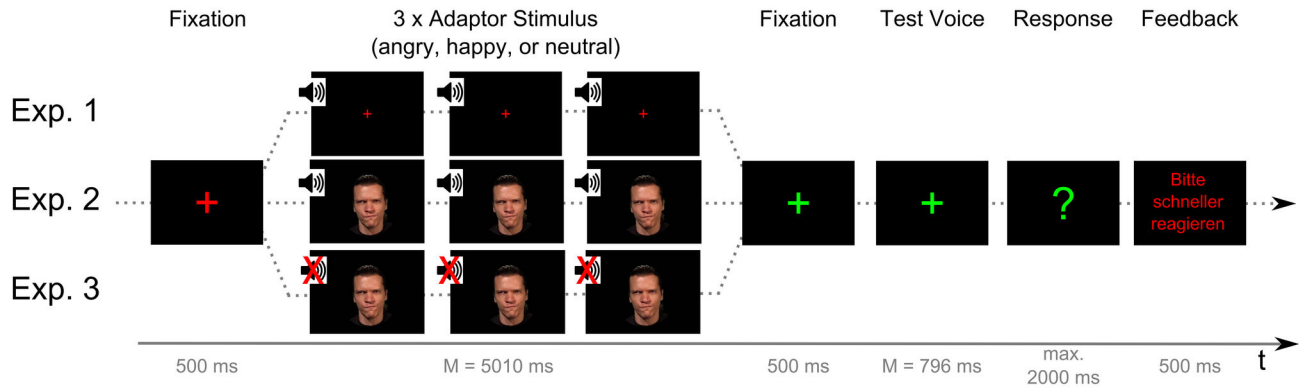 Fixation
3 x Adaptor Stimulus
(angry, happy, or neutral)
Fixation
Test Voice
Response
Feedback
Exp. 1
Exp. 2
Exp. 3
+
+
+
+
+
+
?
Bitte
schneller
reagieren
X
X
X
500 ms
M = 5010 ms
500 ms
M = 796 ms
max.
2000 ms
500 ms
t